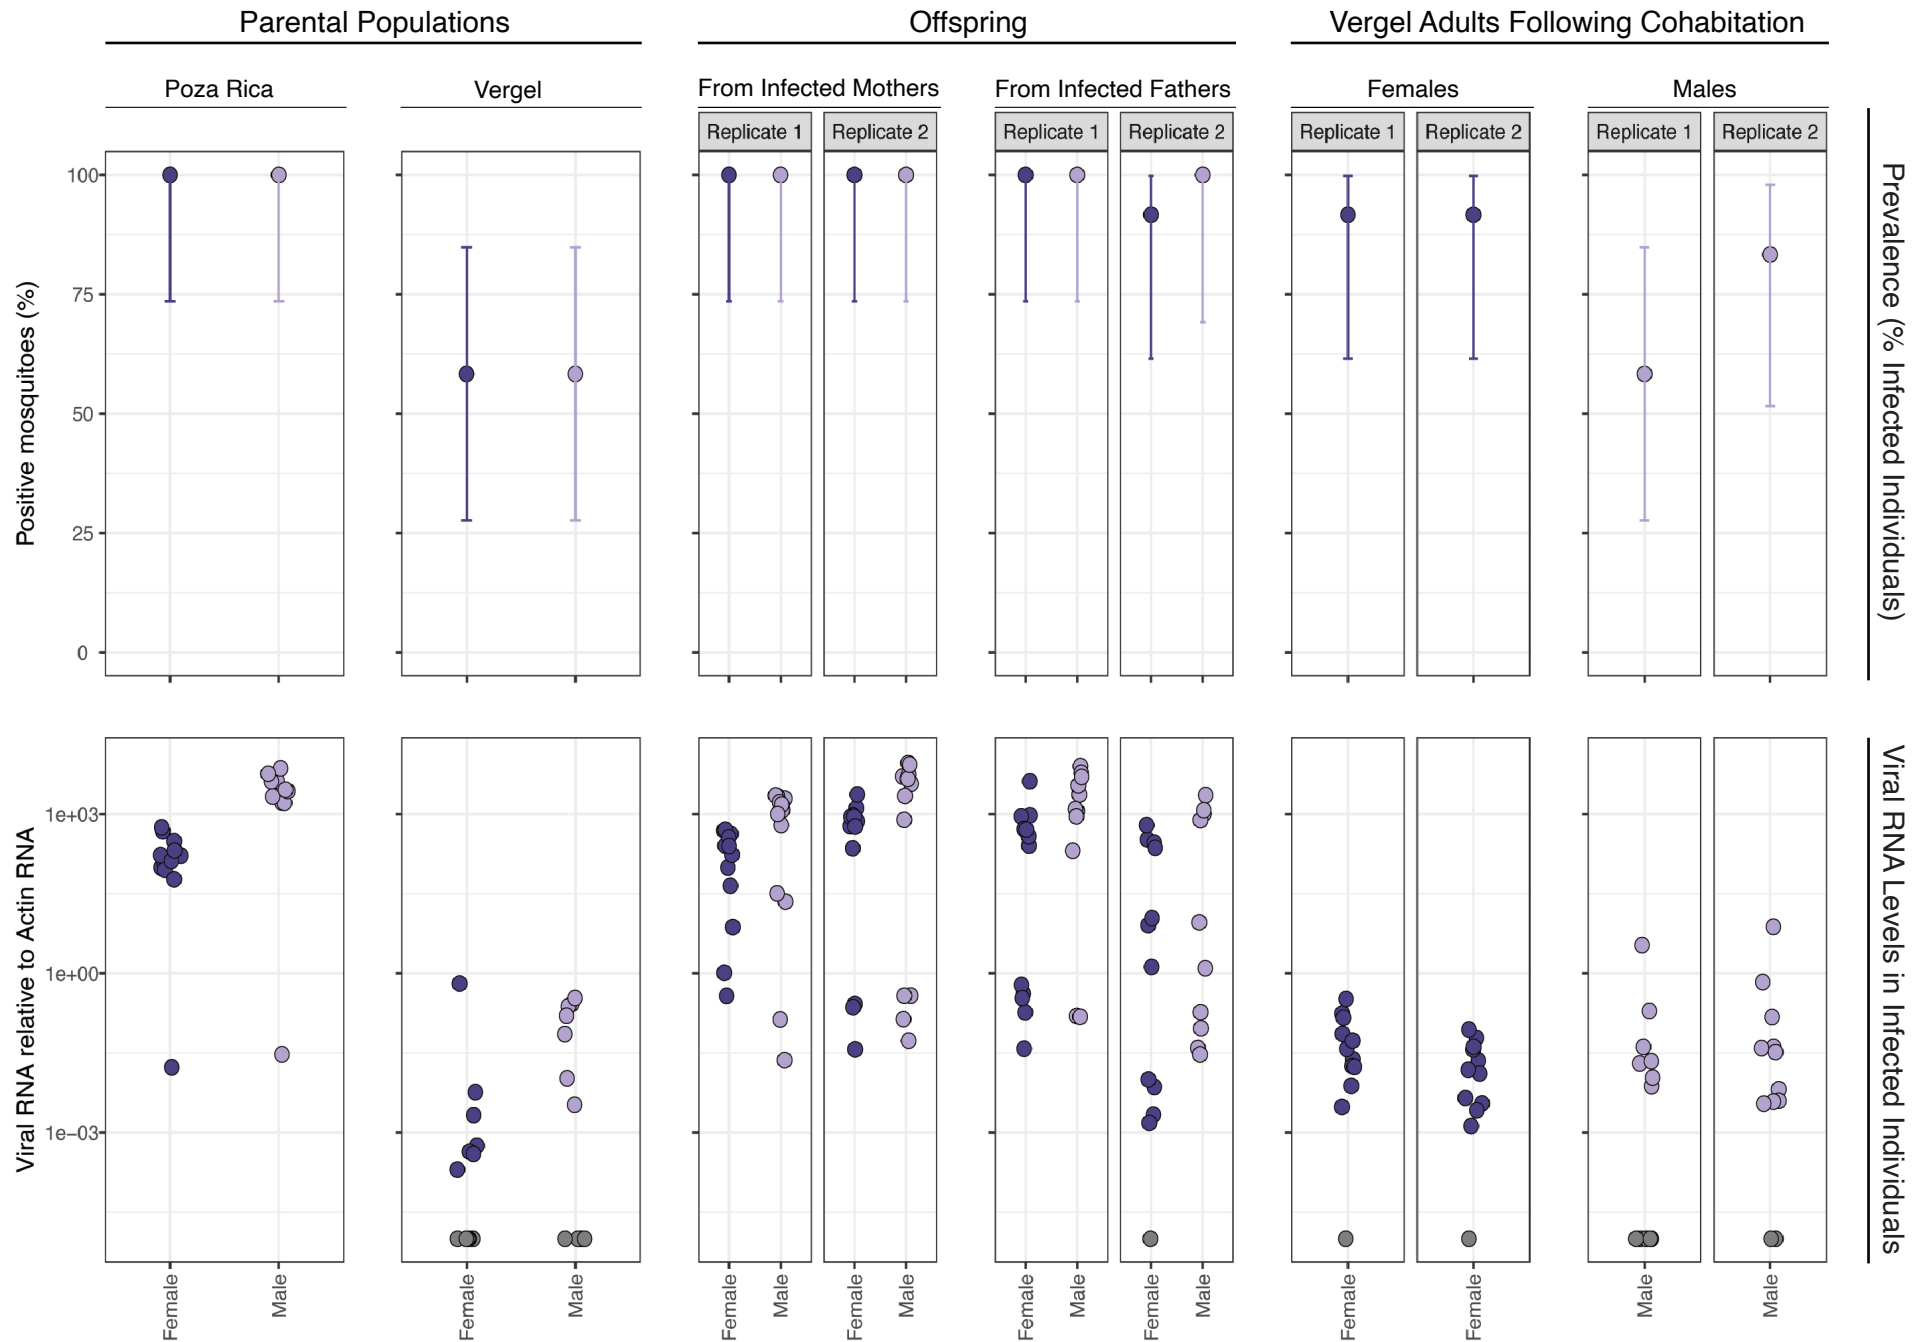 Parental Populations
Offspring
Vergel Adults Following Cohabitation
Poza Rica
Vergel
From Infected Mothers
From Infected Fathers
Females
Males
Replicate 1
Replicate 2
Replicate 1
Replicate 2
Replicate 1
Replicate 2
Replicate 1
Replicate 2
Positive mosquitoes (%)
100
75
50
25
0
Prevalence (% Infected Individuals)
Viral RNA relative to Actin RNA
1e+03
1e+00
1e−03
Viral RNA Levels in Infected Individuals
Female
Male
Female
Male
Female
Male
Female
Male
Female
Male
Female
Male
Female
Female
Male
Male